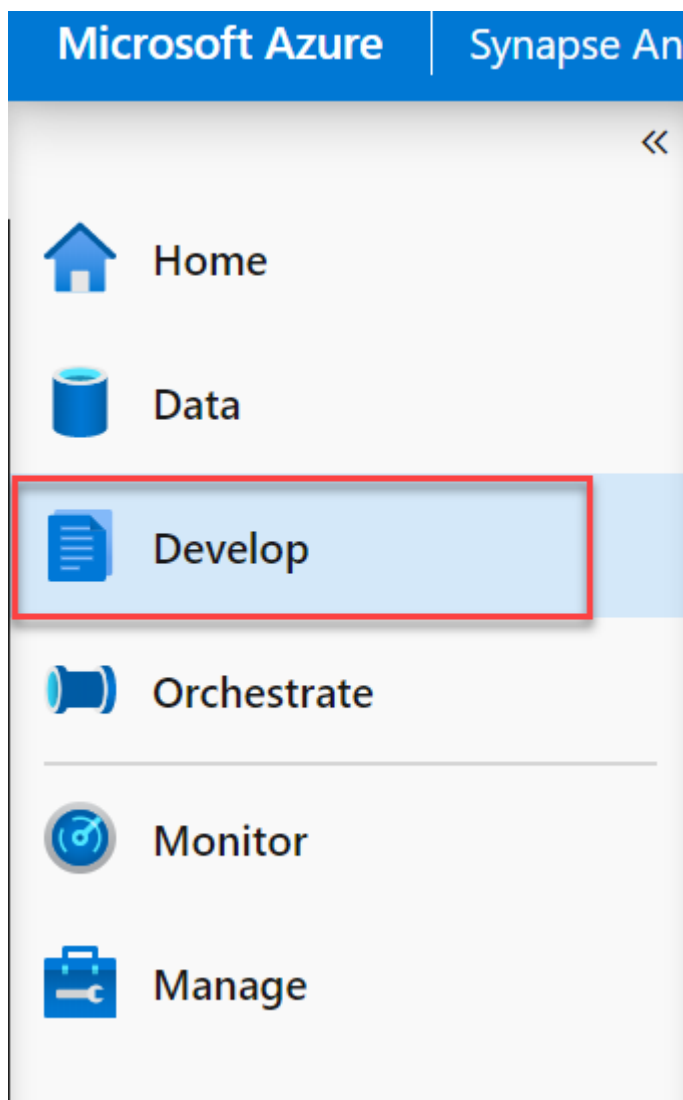 Microsoft Azure Synapse An
Home
Data
Develop
Orchestrate
Monitor
Manage